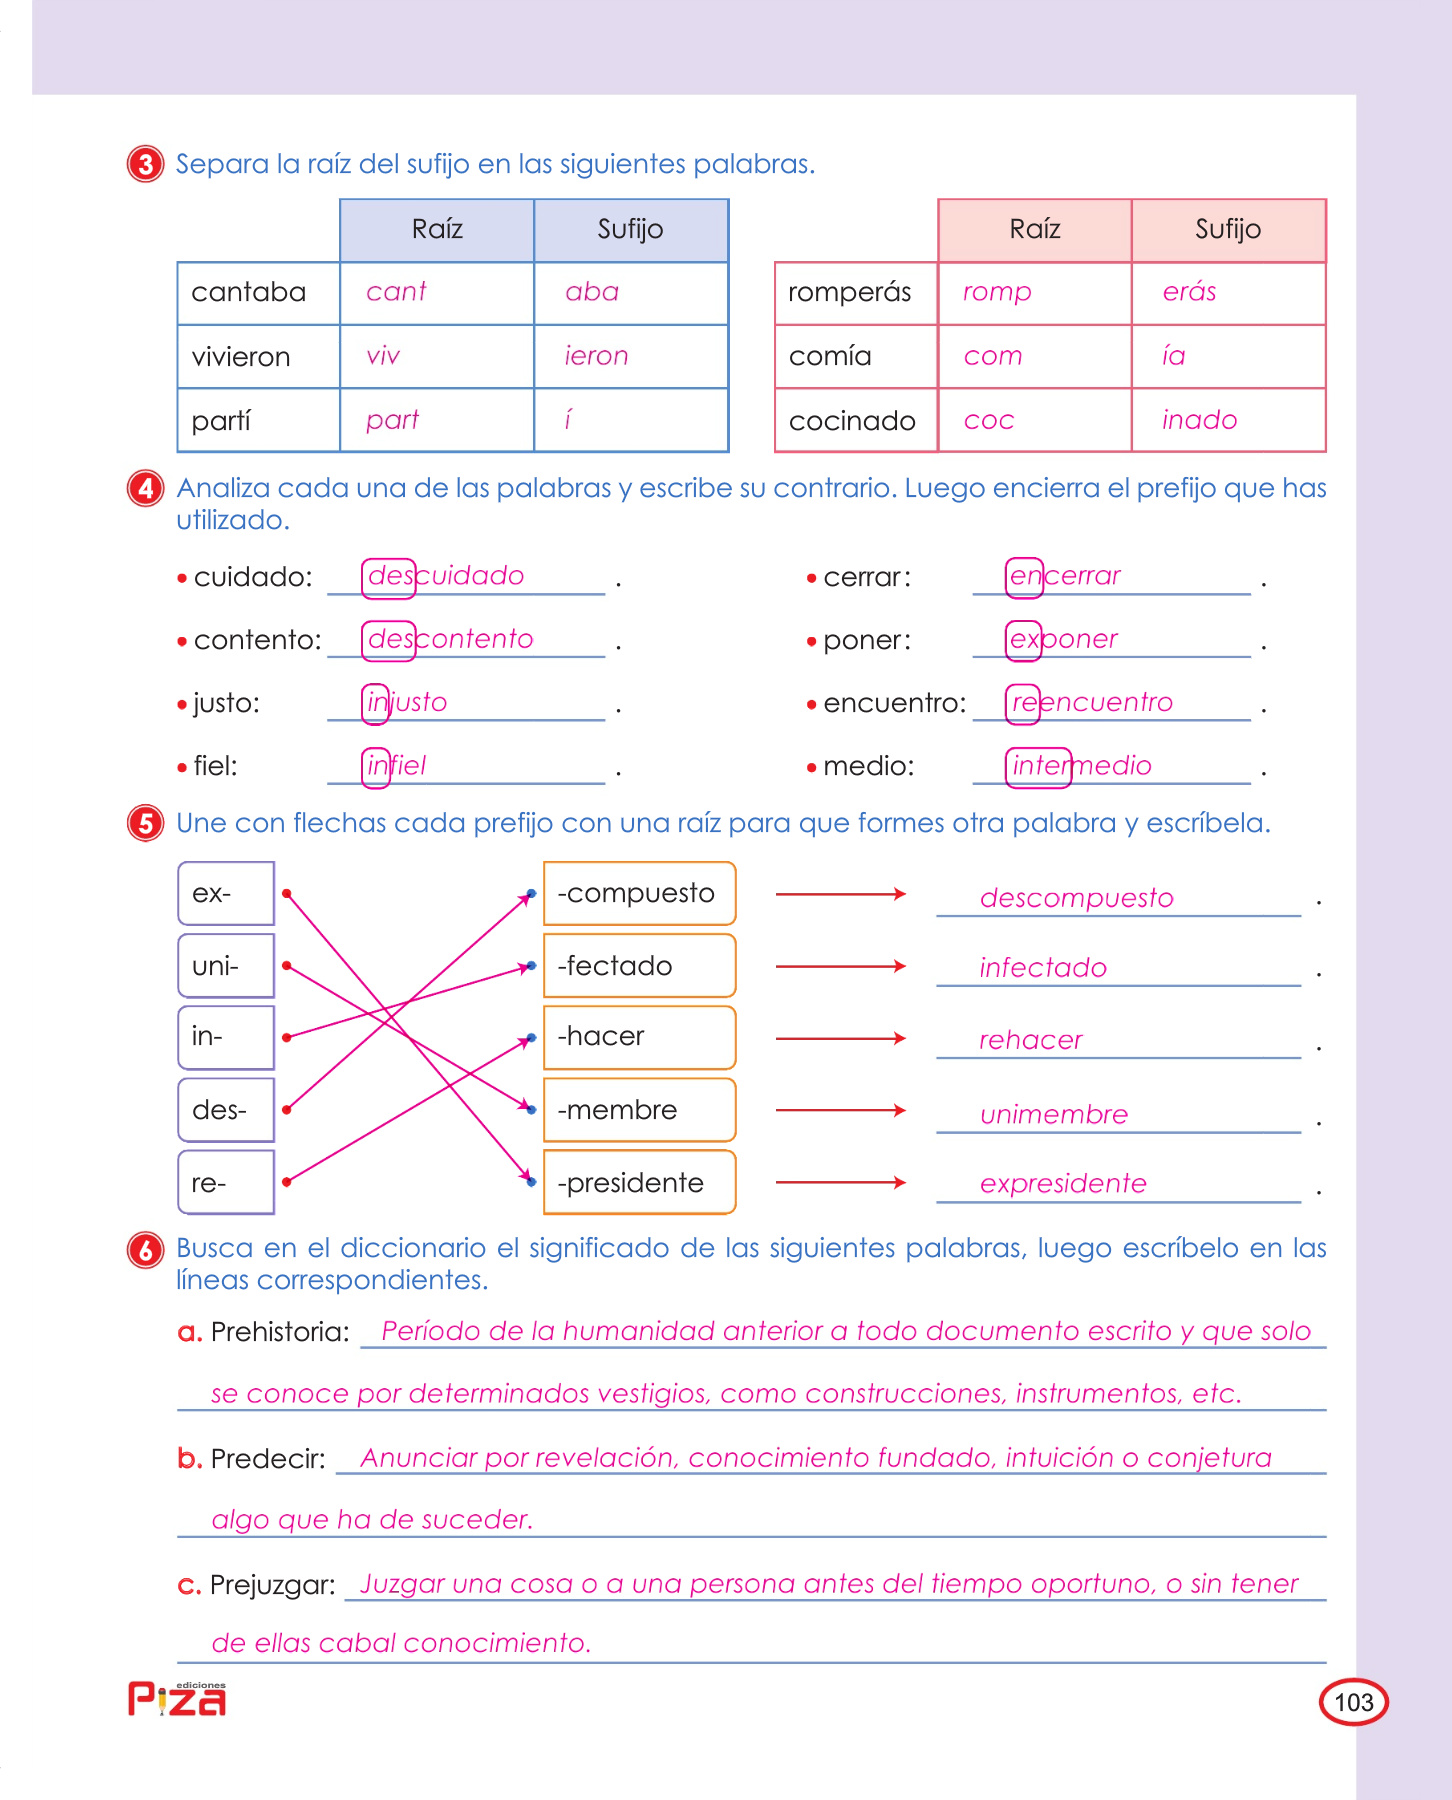 3 Separa la raíz del sufijo en las siguientes palabras.
Raíz Sufijo
cantaba cant aba
vivieron viv ieron
partí part í
Raíz Sufijo
romperás romp erás
comía com ía
cocinado coc inado
4 Analiza cada una de las palabras y escribe su contrario. Luego encierra el prefijo que has
utilizado.
• cuidado: descuidado .
• cerrar: encerrar .
• contento: descontento .
• poner: exponer .
• justo: injusto .
• encuentro: reencuentro .
• fiel: infiel .
• medio: intermedio .
5 Une con flechas cada prefijo con una raíz para que formes otra palabra y escríbela.
ex- -compuesto descompuesto .
uni- -fectado infectado .
in- -hacer rehacer .
des- -membre unimembre .
re- -presidente expresidente .
6 Busca en el diccionario el significado de las siguientes palabras, luego escríbelo en las
líneas correspondientes.
a. Prehistoria: Período de la humanidad anterior a todo documento escrito y que solo
se conoce por determinados vestigios, como construcciones, instrumentos, etc.
b. Predecir: Anunciar por revelación, conocimiento fundado, intuición o conjetura
algo que ha de suceder.
c. Prejuzgar: Juzgar una cosa o a una persona antes del tiempo oportuno, o sin tener
de ellas cabal conocimiento.
ediciones
Piza
103